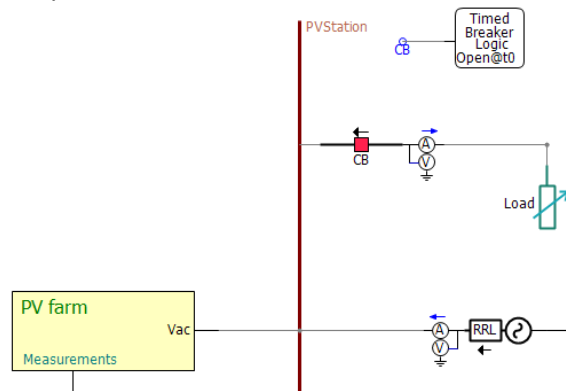 PVStation
Timed
Breaker
Logic
Open@t0
CB
A
V
CB
Load
PV farm
Vac
Measurements
A
V
RRL